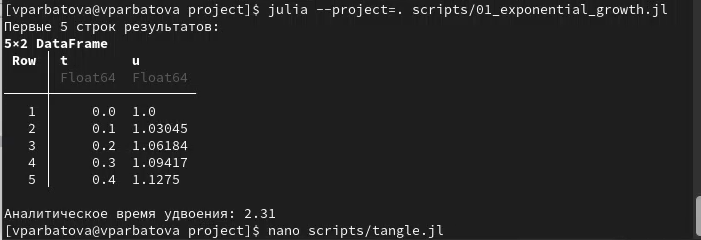 [vparbatova@vparbatova project]$ julia --project=. scripts/01_exponential_growth.jl
Первые 5 строк результатов:
5×2 DataFrame
Row t u
Float64 Float64
1 0.0 1.0
2 0.1 1.03045
3 0.2 1.06184
4 0.3 1.09417
5 0.4 1.1275
Аналитическое время удвоения: 2.31
[vparbatova@vparbatova project]$ nano scripts/tangle.jl